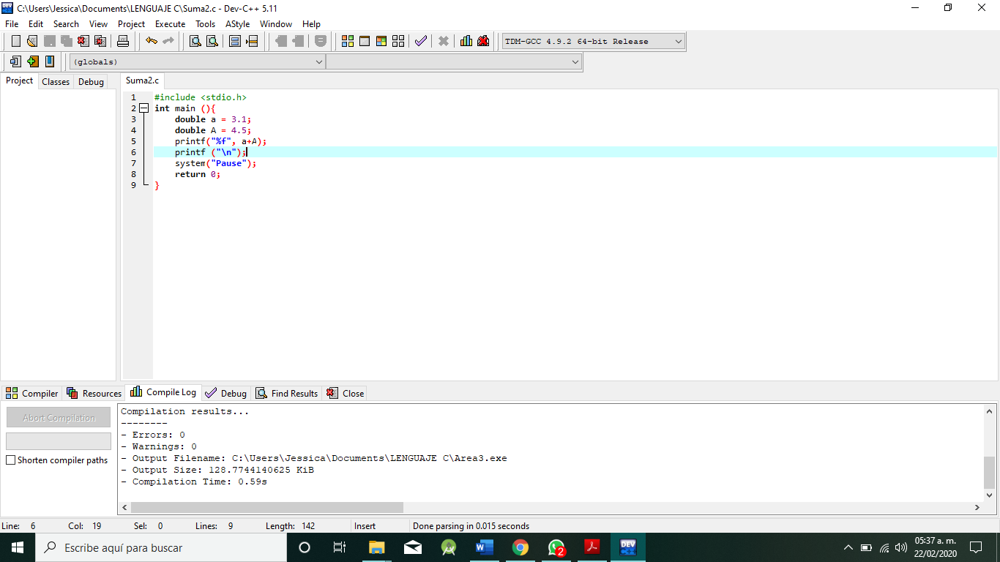 C:\Users\Jessica\Documents\LENGUAJE C\Suma2.c - Dev-C++ 5.11
File Edit Search View Project Execute Tools AStyle Window Help
TDM-GCC 4.9.2 64-bit Release
(globals)
Project Classes Debug
Suma2.c
1 #include <stdio.h>
2 int main (){
3 double a = 3.1;
4 double A = 4.5;
5 printf("%f", a+A);
6 printf ("\n");
7 system("Pause");
8 return 0;
9 }
Compiler Resources Compile Log Debug Find Results Close
Abort Compilation
Shorten compiler paths
Compilation results...
--------
- Errors: 0
- Warnings: 0
- Output Filename: C:\Users\Jessica\Documents\LENGUAJE C\Area3.exe
- Output Size: 128.7744140625 KiB
- Compilation Time: 0.59s
Line: 6 Col: 19 Sel: 0 Lines: 9 Length: 142 Insert Done parsing in 0.015 seconds
Escribe aquí para buscar
W
2
DEV
05:37 a. m.
22/02/2020